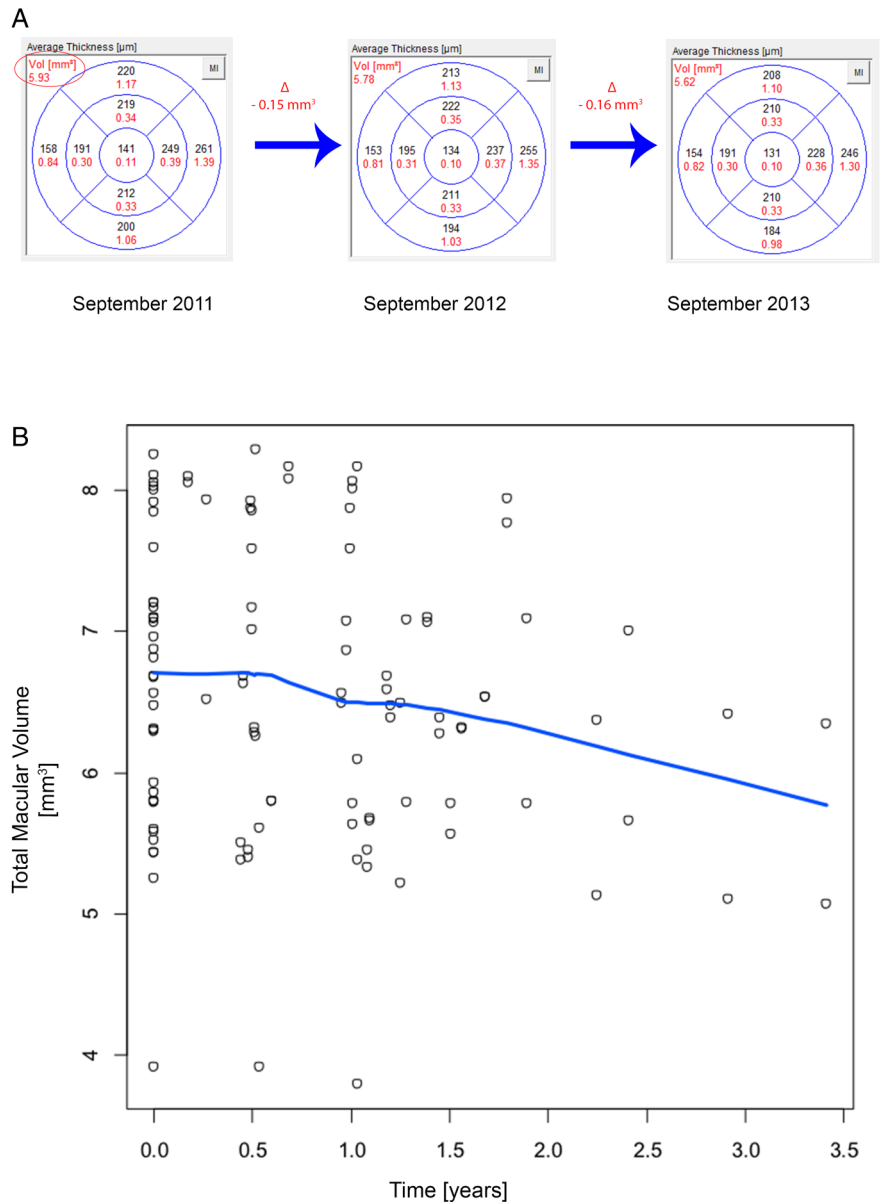 A
Average Thickness [µm]
Vol [mm³]
5.93
MI
220
1.17
219
0.34
158 191 141 249 261
0.84 0.30 0.11 0.39 1.39
212
0.33
200
1.06
September 2011
Δ
- 0.15 mm³
Average Thickness [µm]
Vol [mm³]
5.78
MI
213
1.13
222
0.35
153 195 134 237 255
0.81 0.31 0.10 0.37 1.35
211
0.33
194
1.03
September 2012
Δ
- 0.16 mm³
Average Thickness [µm]
Vol [mm³]
5.62
MI
208
1.10
210
0.33
154 191 131 228 246
0.82 0.30 0.10 0.36 1.30
210
0.33
184
0.98
September 2013
B
Total Macular Volume
[mm³]
8
7
6
5
4
0.0 0.5 1.0 1.5 2.0 2.5 3.0 3.5
Time [years]